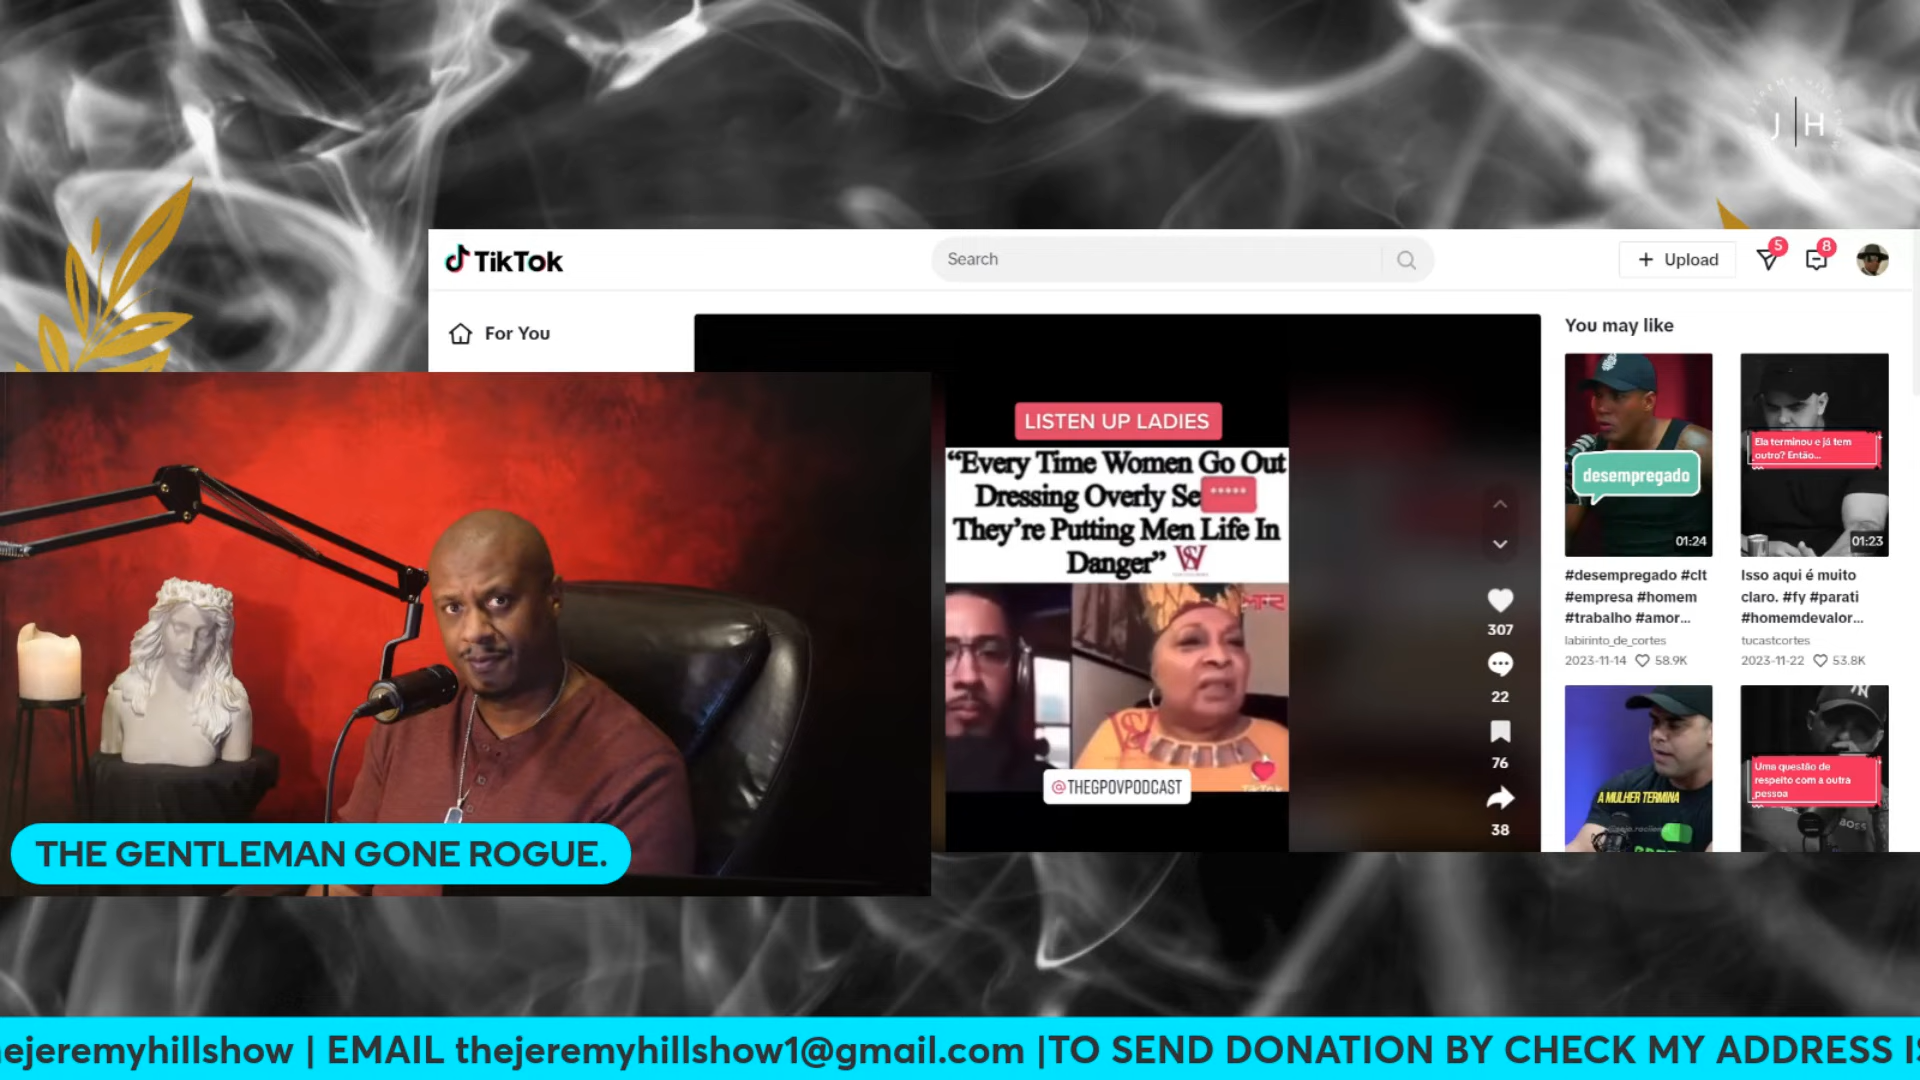 J|H
TikTok
Search
Upload
5
8
For You
You may like
LISTEN UP LADIES
“Every Time Women Go Out
Dressing Overly Se*****
They’re Putting Men Life In
Danger”
@THEGPOVPODCAST
TikTok
307
22
76
38
desempregado
01:24
#desempregado #clt
#empresa #homem
#trabalho #amor...
labirinto_de_cortes
2023-11-14 58.9K
Ela terminou e já tem
outro? Então...
01:23
Isso aqui é muito
claro. #fy #parati
#homemdevalor...
tucastcortes
2023-11-22 53.8K
A MULHER TERMINA
Uma questão de
respeito com a outra
pessoa
THE GENTLEMAN GONE ROGUE.
ejeremyhillshow | EMAIL thejeremyhillshow1@gmail.com |TO SEND DONATION BY CHECK MY ADDRESS IS